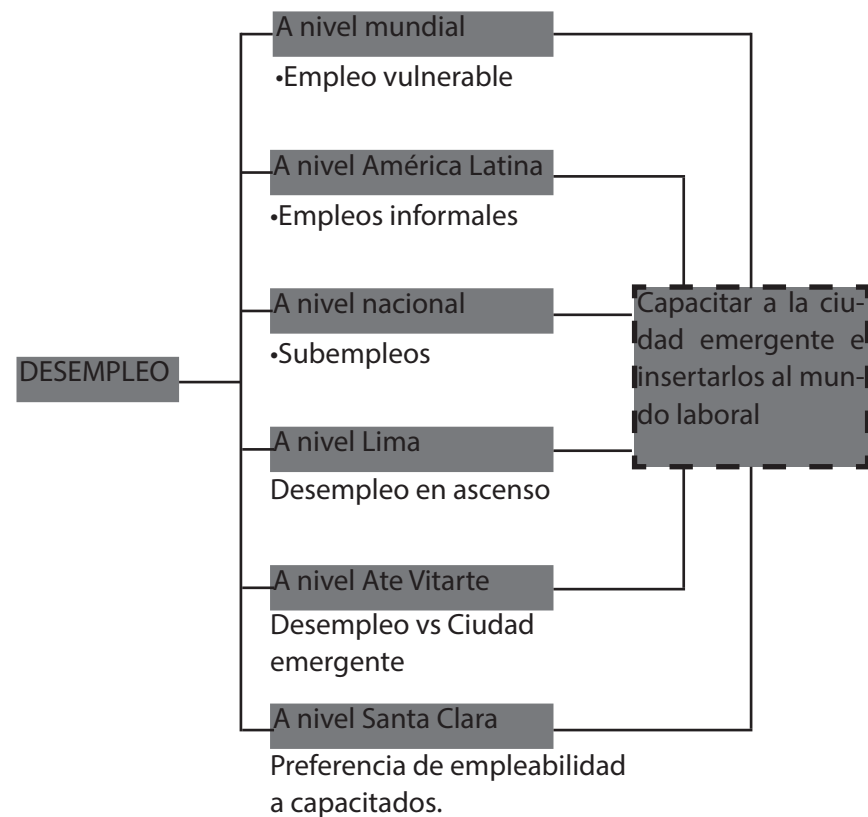 A nivel mundial
•Empleo vulnerable
A nivel América Latina
•Empleos informales
A nivel nacional
•Subempleos
DESEMPLEO
A nivel Lima
Desempleo en ascenso
A nivel Ate Vitarte
Desempleo vs Ciudad
emergente
A nivel Santa Clara
Preferencia de empleabilidad
a capacitados.
Capacitar a la ciu-
dad emergente e
insertarlos al mun-
do laboral